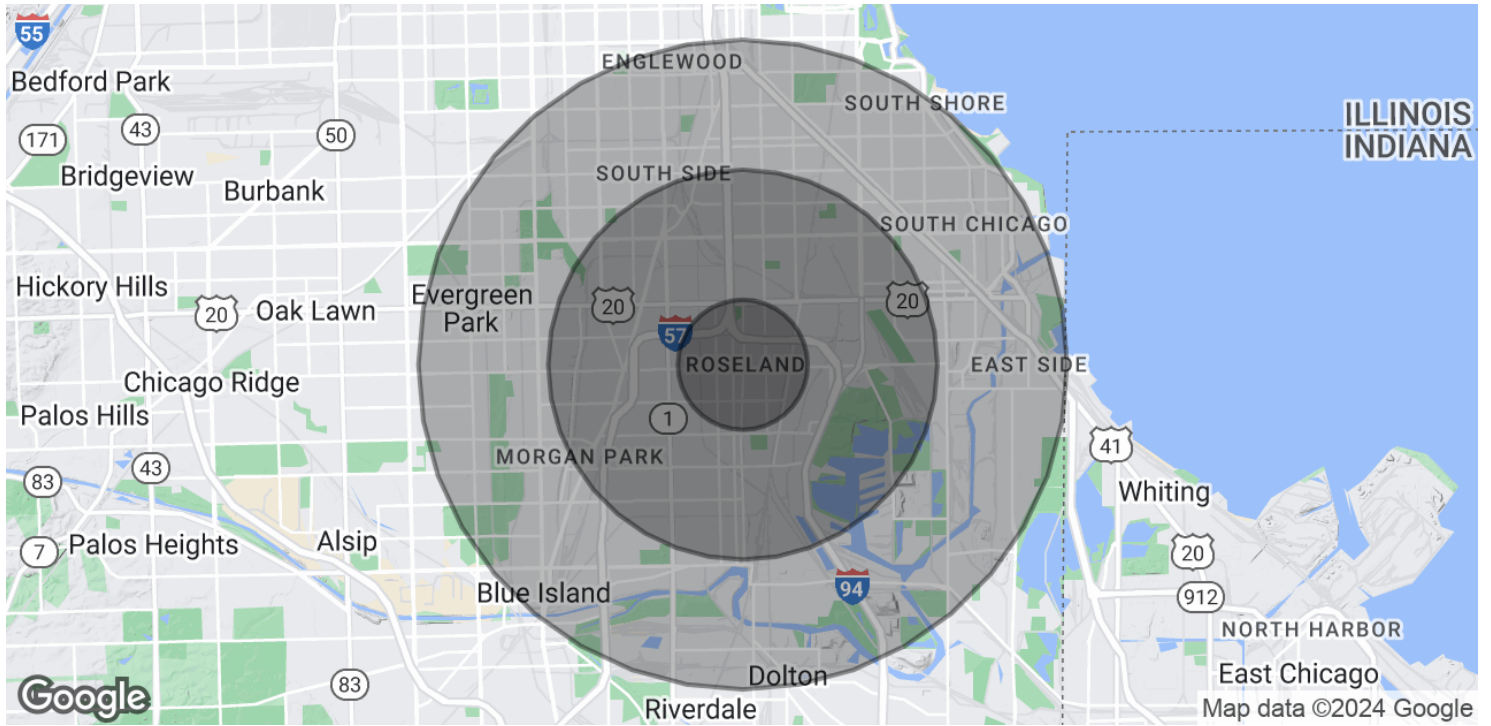 55
ENGLEWOOD
Bedford Park
SOUTH SHORE
ILLINOIS
INDIANA
171
43
50
Bridgeview
Burbank
SOUTH SIDE
SOUTH CHICAGO
Hickory Hills
20
Oak Lawn
Evergreen
Park
20
20
57
ROSELAND
EAST SIDE
Chicago Ridge
Palos Hills
1
MORGAN PARK
41
83
43
Whiting
7
Palos Heights
Alsip
20
Blue Island
94
912
NORTH HARBOR
83
Dolton
East Chicago
Google
Riverdale
Map data ©2024 Google